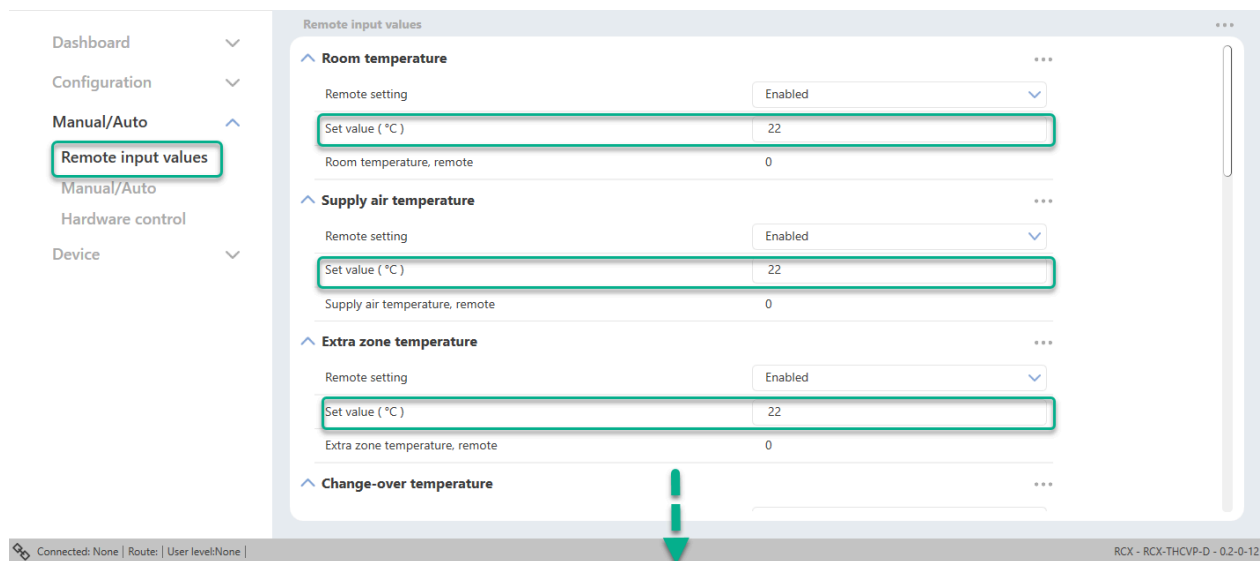 Remote input values
Dashboard
Configuration
Manual/Auto
Remote input values
Manual/Auto
Hardware control
Device
Room temperature
Remote setting Enabled
Set value ( °C ) 22
Room temperature, remote 0
Supply air temperature
Remote setting Enabled
Set value ( °C ) 22
Supply air temperature, remote 0
Extra zone temperature
Remote setting Enabled
Set value ( °C ) 22
Extra zone temperature, remote 0
Change-over temperature
Connected: None | Route: | User level:None |
RCX - RCX-THCVP-D - 0.2-0-12